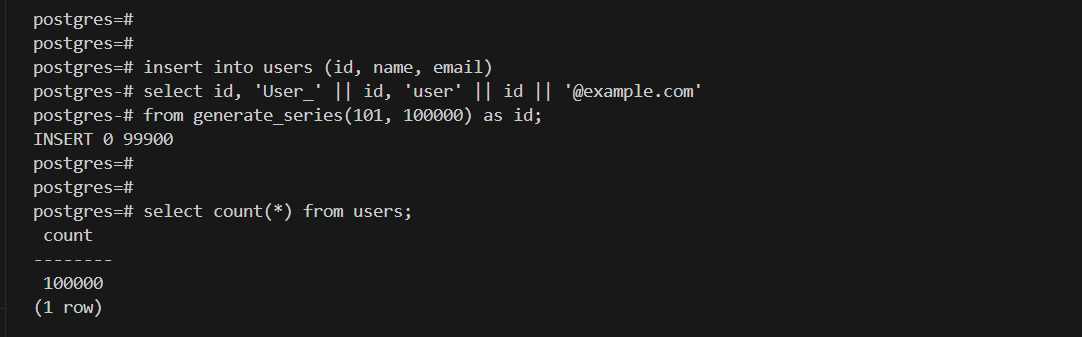 postgres=#
postgres=#
postgres=# insert into users (id, name, email)
postgres-# select id, 'User_' || id, 'user' || id || '@example.com'
postgres-# from generate_series(101, 100000) as id;
INSERT 0 99900
postgres=#
postgres=#
postgres=# select count(*) from users;
 count
--------
 100000
(1 row)